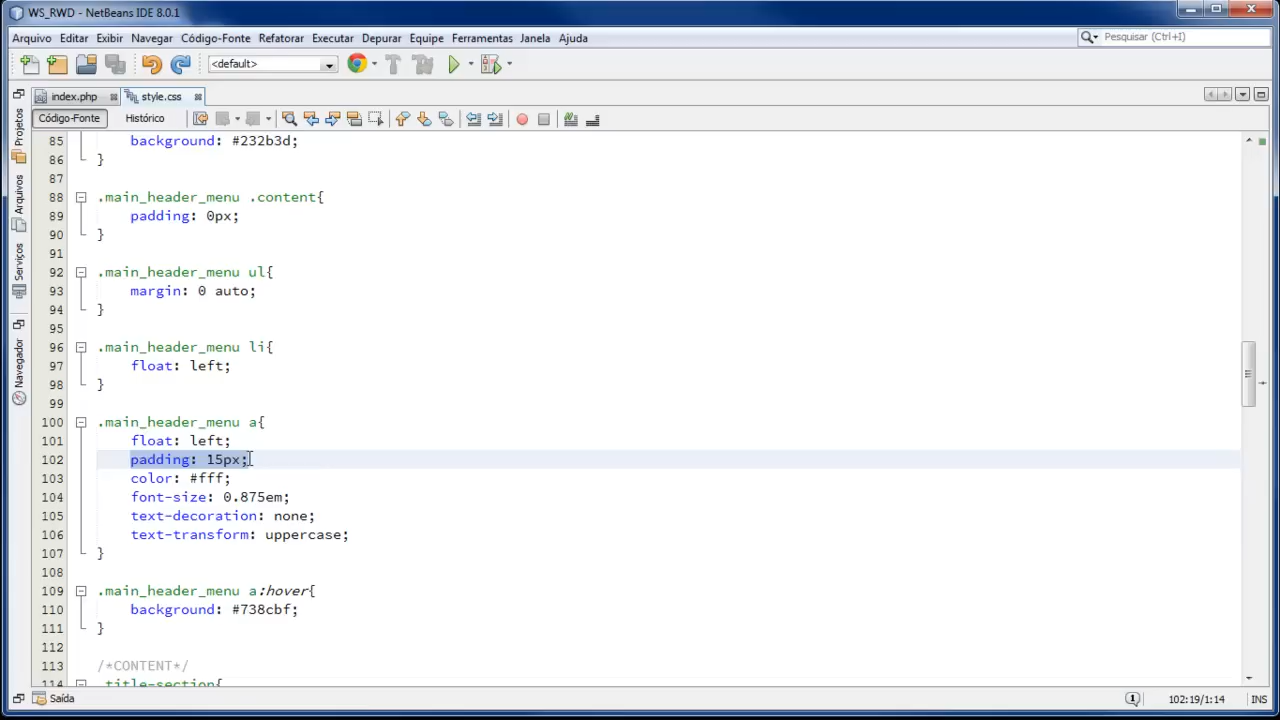 WS_RWD - NetBeans IDE 8.0.1
Arquivo Editar Exibir Navegar Código-Fonte Refatorar Executar Depurar Equipe Ferramentas Janela Ajuda
Pesquisar (Ctrl+I)
<default>
index.php style.css
Código-Fonte Histórico
Projetos
Arquivos
Serviços
Navegador
85 background: #232b3d;
86 }
87
88 .main_header_menu .content{
89 padding: 0px;
90 }
91
92 .main_header_menu ul{
93 margin: 0 auto;
94 }
95
96 .main_header_menu li{
97 float: left;
98 }
99
100 .main_header_menu a{
101 float: left;
102 padding: 15px;
103 color: #fff;
104 font-size: 0.875em;
105 text-decoration: none;
106 text-transform: uppercase;
107 }
108
109 .main_header_menu a:hover{
110 background: #738cbf;
111 }
112
113 /*CONTENT*/
114 .title-section{
Saída
1
102:19/1:14 INS